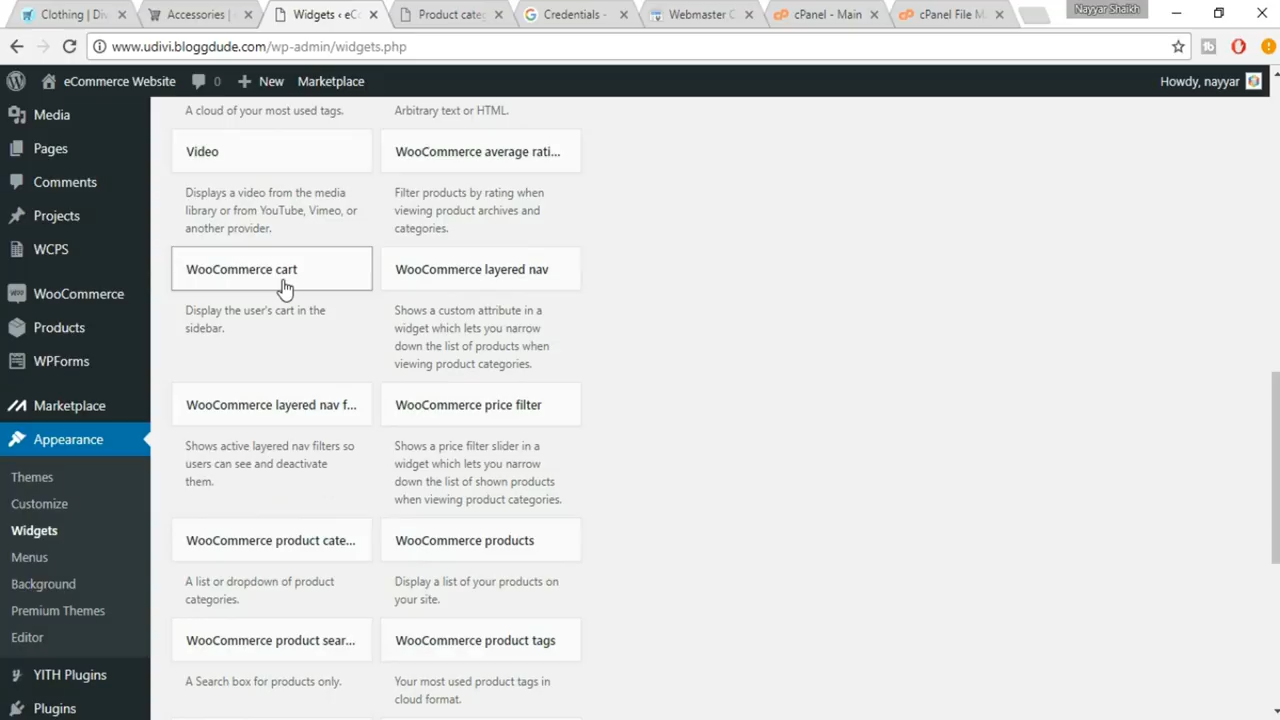 Clothing | Div
Accessories |
Widgets ‹ eCo
Product categ
Credentials -
Webmaster C
cPanel - Main
cPanel File M
Nayyar Shaikh
www.udivi.bloggdude.com/wp-admin/widgets.php
eCommerce Website
0
New
Marketplace
Howdy, nayyar
Media
Pages
Comments
Projects
WCPS
WooCommerce
Products
WPForms
Marketplace
Appearance
Themes
Customize
Widgets
Menus
Background
Premium Themes
Editor
YITH Plugins
Plugins
A cloud of your most used tags.
Arbitrary text or HTML.
Video
WooCommerce average rati...
Displays a video from the media
library or from YouTube, Vimeo, or
another provider.
Filter products by rating when
viewing product archives and
categories.
WooCommerce cart
WooCommerce layered nav
Display the user's cart in the
sidebar.
Shows a custom attribute in a
widget which lets you narrow
down the list of products when
viewing product categories.
WooCommerce layered nav f...
WooCommerce price filter
Shows active layered nav filters so
users can see and deactivate
them.
Shows a price filter slider in a
widget which lets you narrow
down the list of shown products
when viewing product categories.
WooCommerce product cate...
WooCommerce products
A list or dropdown of product
categories.
Display a list of your products on
your site.
WooCommerce product sear...
WooCommerce product tags
A Search box for products only.
Your most used product tags in
cloud format.